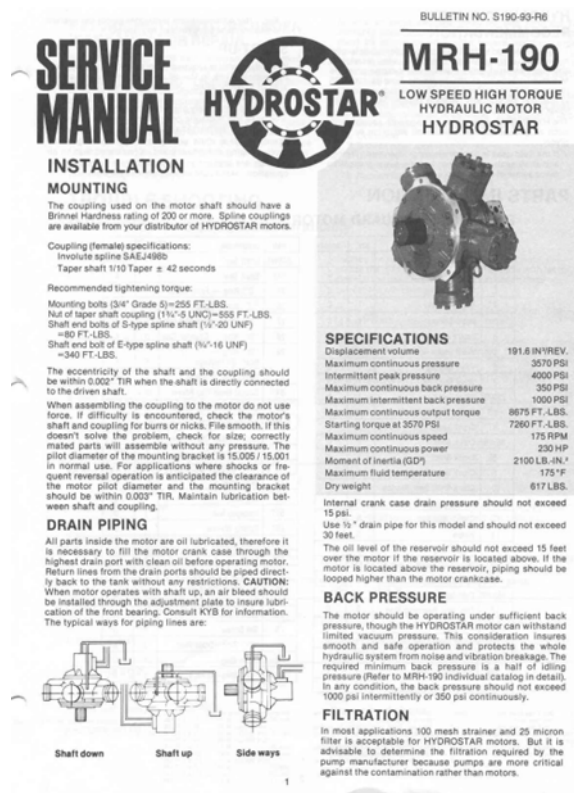 BULLETIN NO. S190-93-R6
SERVICE
MANUAL
HYDROSTAR®
MRH-190
LOW SPEED HIGH TORQUE
HYDRAULIC MOTOR
HYDROSTAR
INSTALLATION
MOUNTING
The coupling used on the motor shaft should have a
Brinnel Hardness rating of 200 or more. Spline couplings
are available from your distributor of HYDROSTAR motors.
Coupling (female) specifications:
Involute spline SAEJ498b
Taper shaft 1/10 Taper ± 42 seconds
Recommended tightening torque:
Mounting bolts (3/4" Grade 5)=255 FT.-LBS.
Nut of taper shaft coupling (1¾"-5 UNC)=555 FT.-LBS.
Shaft end bolts of S-type spline shaft (½"-20 UNF)
=80 FT.-LBS.
Shaft end bolt of E-type spline shaft (¾"-16 UNF)
=340 FT.-LBS.
The eccentricity of the shaft and the coupling should
be within 0.002" TIR when the shaft is directly connected
to the driven shaft.
When assembling the coupling to the motor do not use
force. If difficulty is encountered, check the motor's
shaft and coupling for burrs or nicks. File smooth. If this
doesn't solve the problem, check for size; correctly
mated parts will assemble without any pressure. The
pilot diameter of the mounting bracket is 15.005 / 15.001
in normal use. For applications where shocks or fre-
quent reversal operation is anticipated the clearance of
the motor pilot diameter and the mounting bracket
should be within 0.003" TIR. Maintain lubrication bet-
ween shaft and coupling.
DRAIN PIPING
All parts inside the motor are oil lubricated, therefore it
is necessary to fill the motor crank case through the
highest drain port with clean oil before operating motor.
Return lines from the drain ports should be piped direct-
ly back to the tank without any restrictions. CAUTION:
When motor operates with shaft up, an air bleed should
be installed through the adjustment plate to insure lubri-
cation of the front bearing. Consult KYB for information.
The typical ways for piping lines are:
Shaft down
Shaft up
Side ways
SPECIFICATIONS
Displacement volume 191.6 IN³/REV.
Maximum continuous pressure 3570 PSI
Intermittent peak pressure 4000 PSI
Maximum continuous back pressure 350 PSI
Maximum intermittent back pressure 1000 PSI
Maximum continuous output torque 8675 FT.-LBS.
Starting torque at 3570 PSI 7260 FT.-LBS.
Maximum continuous speed 175 RPM
Maximum continuous power 230 HP
Moment of inertia (GD²) 2100 LB.-IN.²
Maximum fluid temperature 175 °F
Dry weight 617 LBS.
Internal crank case drain pressure should not exceed
15 psi.
Use ½ " drain pipe for this model and should not exceed
30 feet.
The oil level of the reservoir should not exceed 15 feet
over the motor if the reservoir is located above. If the
motor is located above the reservoir, piping should be
looped higher than the motor crankcase.
BACK PRESSURE
The motor should be operating under sufficient back
pressure, though the HYDROSTAR motor can withstand
limited vacuum pressure. This consideration insures
smooth and safe operation and protects the whole
hydraulic system from noise and vibration breakage. The
required minimum back pressure is a half of idling
pressure (Refer to MRH-190 individual catalog in detail).
In any condition, the back pressure should not exceed
1000 psi intermittently or 350 psi continuously.
FILTRATION
In most applications 100 mesh strainer and 25 micron
filter is acceptable for HYDROSTAR motors. But it is
advisable to determine the filtration required by the
pump manufacturer because pumps are more critical
against the contamination rather than motors.
1